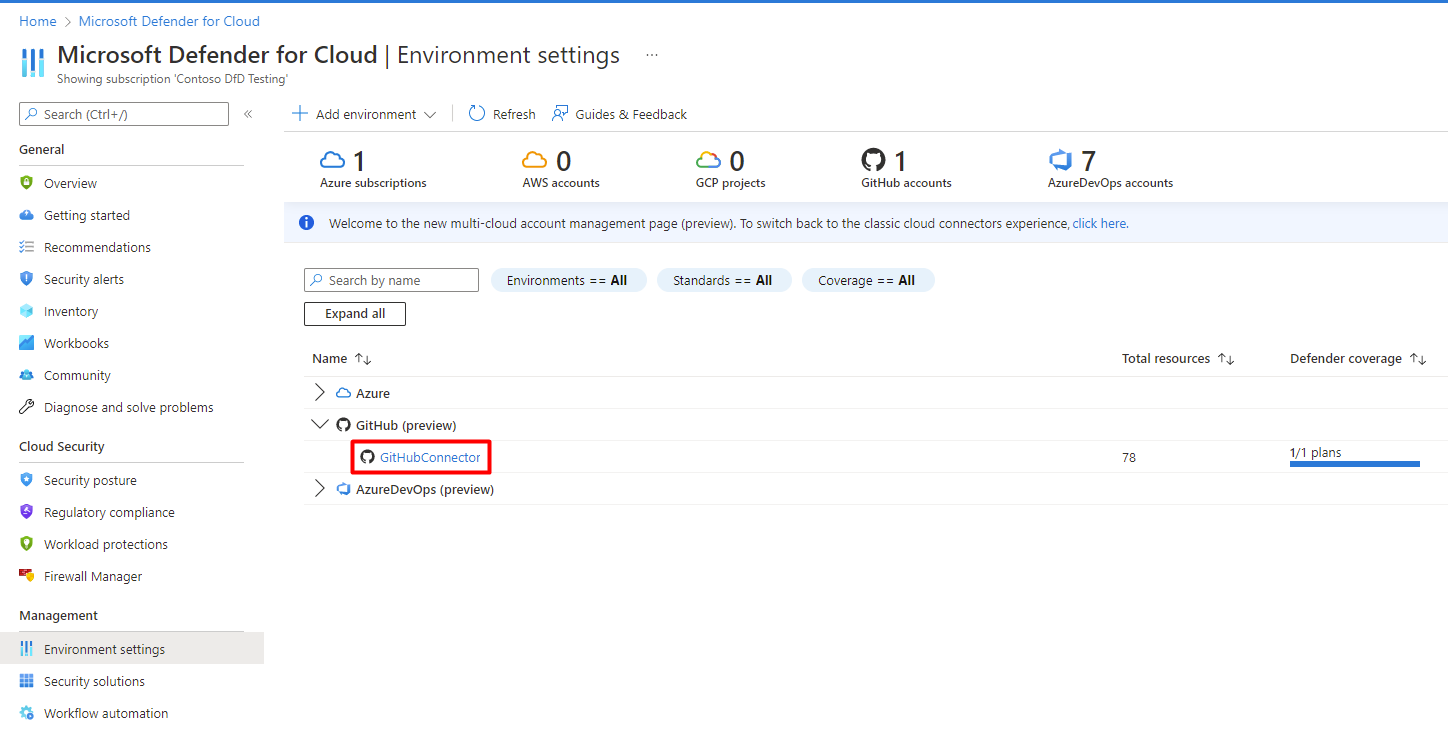 Home > Microsoft Defender for Cloud
Microsoft Defender for Cloud | Environment settings ...
Showing subscription 'Contoso DfD Testing'
Search (Ctrl+/) «
General
Overview
Getting started
Recommendations
Security alerts
Inventory
Workbooks
Community
Diagnose and solve problems
Cloud Security
Security posture
Regulatory compliance
Workload protections
Firewall Manager
Management
Environment settings
Security solutions
Workflow automation
Add environment Refresh Guides & Feedback
1 0 0 1 7
Azure subscriptions AWS accounts GCP projects GitHub accounts AzureDevOps accounts
Welcome to the new multi-cloud account management page (preview). To switch back to the classic cloud connectors experience, click here.
Search by name Environments == All Standards == All Coverage == All
Expand all
Name ↑↓ Total resources ↑↓ Defender coverage ↑↓
Azure
GitHub (preview)
GitHubConnector 78 1/1 plans
AzureDevOps (preview)